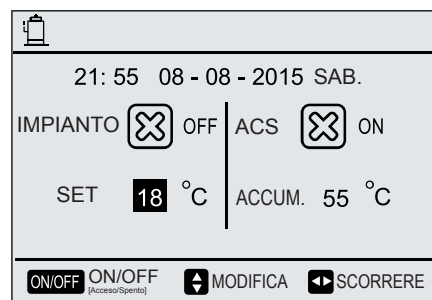 21: 55 08 - 08 - 2015 SAB.
IMPIANTO OFF ACS ON
SET 18 °C ACCUM. 55 °C
ON/OFF ON/OFF MODIFICA SCORRERE
[Acceso/Spento]